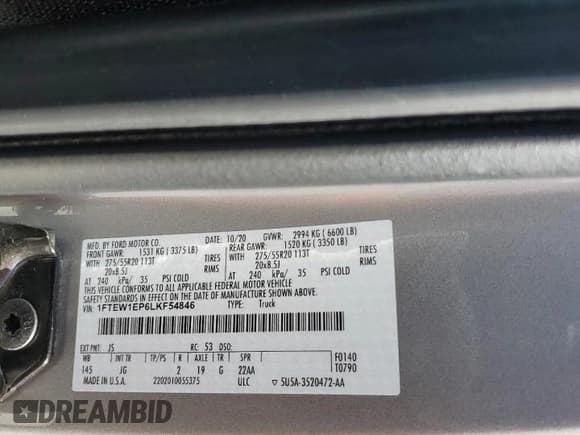 MFD. BY FORD MOTOR CO. DATE: 10/20 GVWR: 2994 KG ( 6600 LB)
FRONT GAWR: 1531 KG ( 3375 LB) REAR GAWR: 1520 KG ( 3350 LB)
WITH 275/55R20 113T TIRES WITH 275/55R20 113T TIRES
20x8.5J RIMS 20x8.5J RIMS
AT 240 kPa/ 35 PSI COLD AT 240 kPa/ 35 PSI COLD
THIS VEHICLE CONFORMS TO ALL APPLICABLE FEDERAL MOTOR VEHICLE
SAFETY AND THEFT PREVENTION STANDARDS IN EFFECT ON THE DATE OF MANUFACTURE SHOWN ABOVE.
VIN: 1FTEW1EP6LKF54846 TYPE: Truck
EXT PNT: JS RC: 53 DSO:
WB INT TR TP/PS R AXLE TR SPR F0140
145 JG 2 19 G 22AA T0790
MADE IN U.S.A. 2202010055375 ULC 5U5A-3520472-AA
DREAMBID